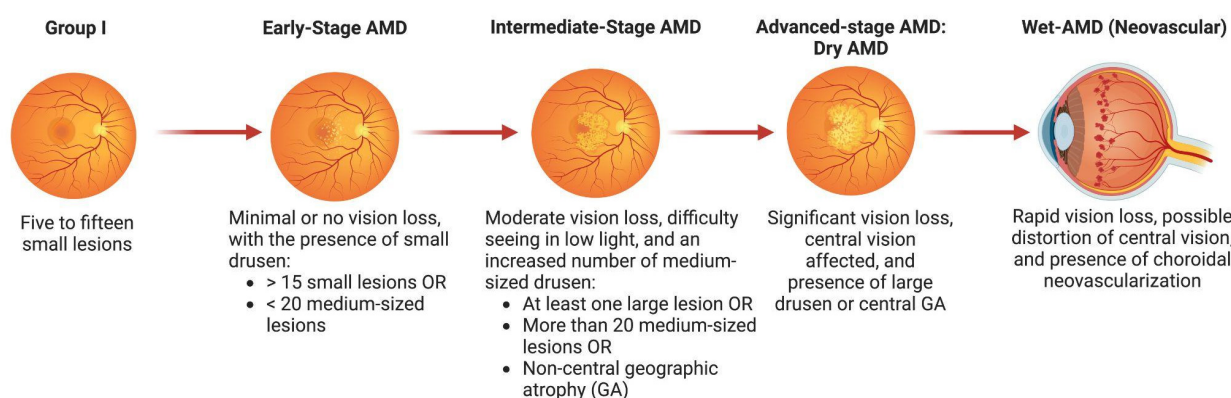 Group I
Five to fifteen
small lesions
Early-Stage AMD
Minimal or no vision loss,
with the presence of small
drusen:
• > 15 small lesions OR
• < 20 medium-sized
lesions
Intermediate-Stage AMD
Moderate vision loss, difficulty
seeing in low light, and an
increased number of medium-
sized drusen:
• At least one large lesion OR
• More than 20 medium-sized
lesions OR
• Non-central geographic
atrophy (GA)
Advanced-stage AMD:
Dry AMD
Significant vision loss,
central vision
affected, and
presence of large
drusen or central GA
Wet-AMD (Neovascular)
Rapid vision loss, possible
distortion of central vision,
and presence of choroidal
neovascularization